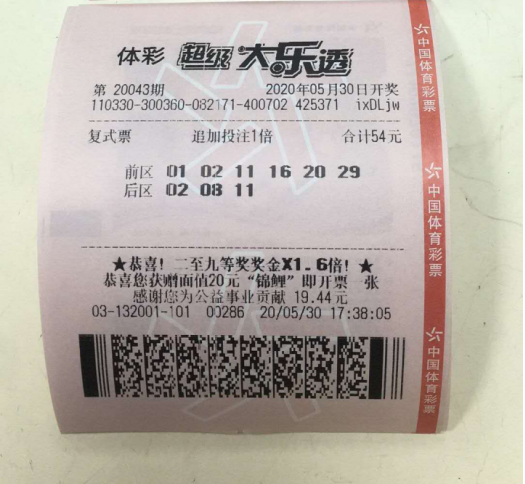 体彩 超级大乐透
第 20043期 2020年05月30日开奖
110330-300360-082171-400702 425371 ixDLjw
复式票 追加投注1倍 合计54元
前区 01 02 11 16 20 29
后区 02 08 11
★恭喜！二至九等奖奖金X1.6倍！★
恭喜您获赠面值20元“锦鲤”即开票 张
感谢您为公益事业贡献 19.44元
03-132001-101 00286 20/05/30 17:38:05
中国体育彩票
中国体育彩票
中国体育彩票